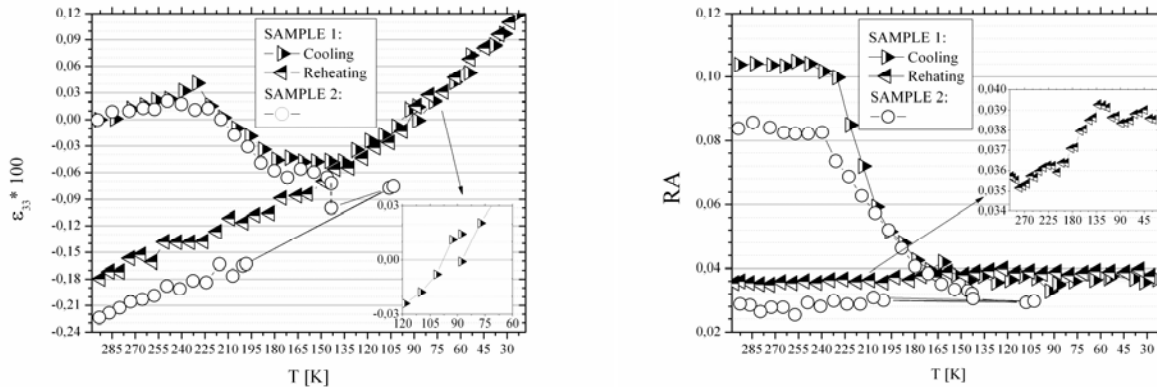 0,12
0,09
0,06
0,03
0,00
-0,03
-0,06
-0,09
-0,12
-0,15
-0,18
-0,21
-0,24
ε33* 100
SAMPLE 1:
Cooling
Reheating
SAMPLE 2:
0,03
0,00
-0,03
120 105 90 75 60
285 270 255 240 225 210 195 180 165 150 135 120 105 90 75 60 45 30
T [K]
0,12
0,10
0,08
0,06
0,04
0,02
RA
SAMPLE 1:
Cooling
Rehating
SAMPLE 2:
0,040
0,039
0,038
0,037
0,036
0,035
0,034
270 225 180 135 90 45
285 270 255 240 225 210 195 180 165 150 135 120 105 90 75 60 45 30
T [K]